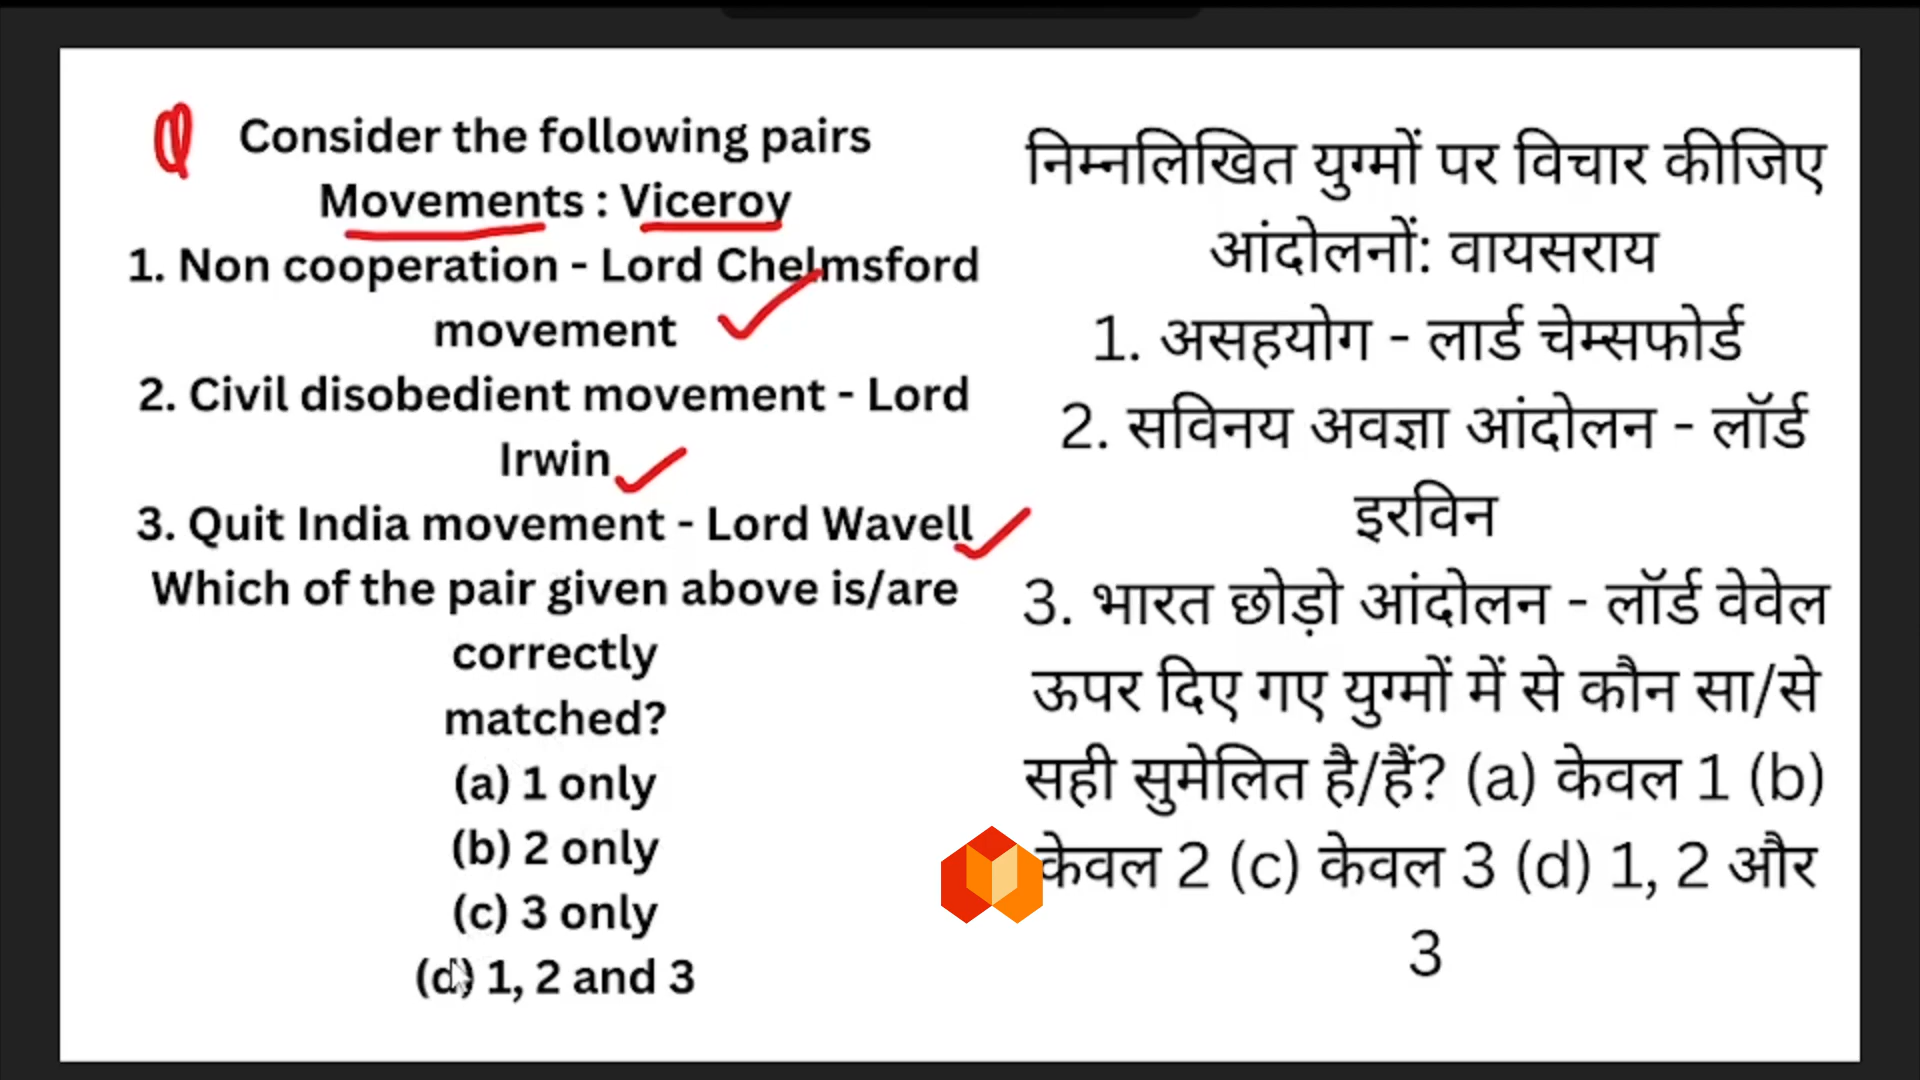 Consider the following pairs
Movements : Viceroy
1. Non cooperation - Lord Chelmsford
movement
2. Civil disobedient movement - Lord
Irwin
3. Quit India movement - Lord Wavell
Which of the pair given above is/are
correctly
matched?
(a) 1 only
(b) 2 only
(c) 3 only
(d) 1, 2 and 3
निम्नलिखित युग्मों पर विचार कीजिए
आंदोलनों: वायसराय
1. असहयोग - लार्ड चेम्सफोर्ड
2. सविनय अवज्ञा आंदोलन - लॉर्ड
इरविन
3. भारत छोड़ो आंदोलन - लॉर्ड वेवेल
ऊपर दिए गए युग्मों में से कौन सा/से
सही सुमेलित है/हैं? (a) केवल 1 (b)
केवल 2 (c) केवल 3 (d) 1, 2 और
3